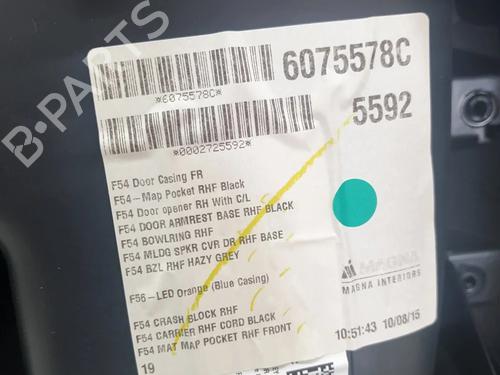 B-PARTS
6075578C
*6075578C*
5592
*0002725592*
F54 Door Casing FR
F54-Map Pocket RHF Black
F54 Door opener RH With C/L
F54 DOOR ARMREST BASE RHF BLACK
F54 BOWLRING RHF
F54 MLDG SPKR CVR DR RHF BASE
F54 BZL RHF HAZY GREY
F56-LED Orange (Blue Casing)
MAGNA
MAGNA INTERIORS
F54 CRASH BLOCK RHF
F54 CARRIER RHF CORD BLACK
F54 MAT MAP POCKET RHF FRONT
10:51:43 10/08/15
19